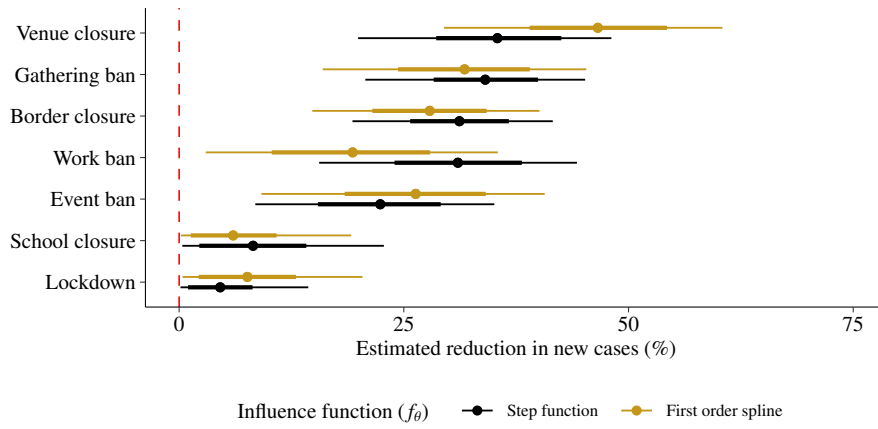 Venue closure
Gathering ban
Border closure
Work ban
Event ban
School closure
Lockdown
0 25 50 75
Estimated reduction in new cases (%)
Influence function (fθ) Step function First order spline